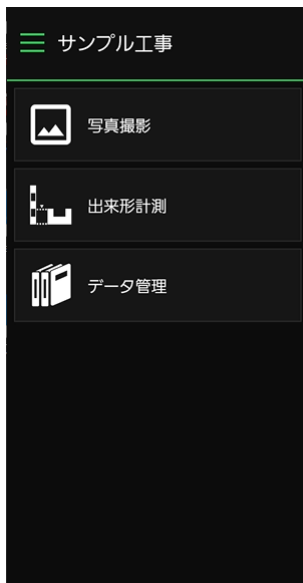 サンプル工事
写真撮影
出来形計測
データ管理